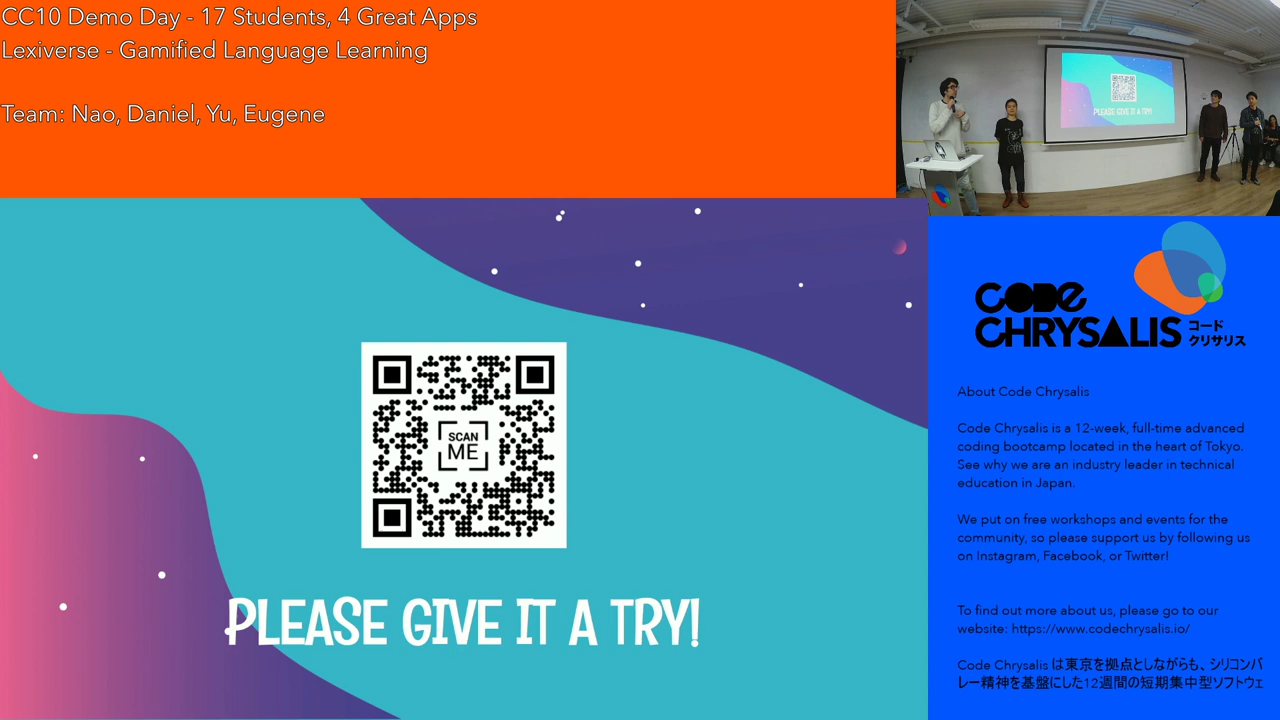 CC10 Demo Day - 17 Students, 4 Great Apps
Lexiverse - Gamified Language Learning
Team: Nao, Daniel, Yu, Eugene
PLEASE GIVE IT A TRY!
SCAN
ME
PLEASE GIVE IT A TRY!
CODE
CHRYSALIS
コード
クリサリス
About Code Chrysalis
Code Chrysalis is a 12-week, full-time advanced
coding bootcamp located in the heart of Tokyo.
See why we are an industry leader in technical
education in Japan.
We put on free workshops and events for the
community, so please support us by following us
on Instagram, Facebook, or Twitter!
To find out more about us, please go to our
website: https://www.codechrysalis.io/
Code Chrysalis は東京を拠点としながらも、シリコンバ
レー精神を基盤にした12週間の短期集中型ソフトウェ